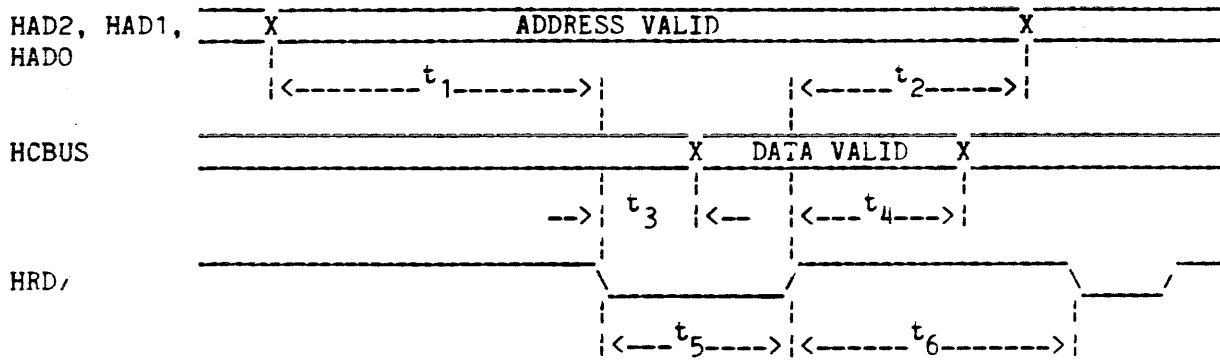 HAD2, HAD1, X ADDRESS VALID X
HAD0
|<--------t1--------->| |<-----t2------>|
HCBUS X DATA VALID X
-->| t3 |<-- |<---t4--->|
HRD/
|<---t5---->| |<-------t6-------->|